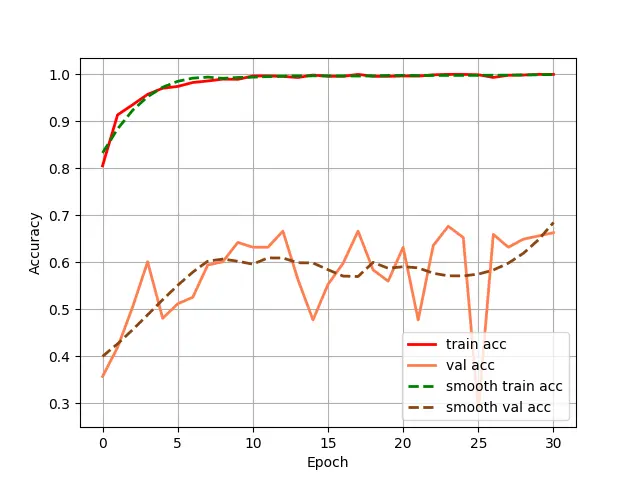 1.0
0.9
0.8
0.7
0.6
0.5
0.4
0.3
Accuracy
train acc
val acc
smooth train acc
smooth val acc
0 5 10 15 20 25 30
Epoch